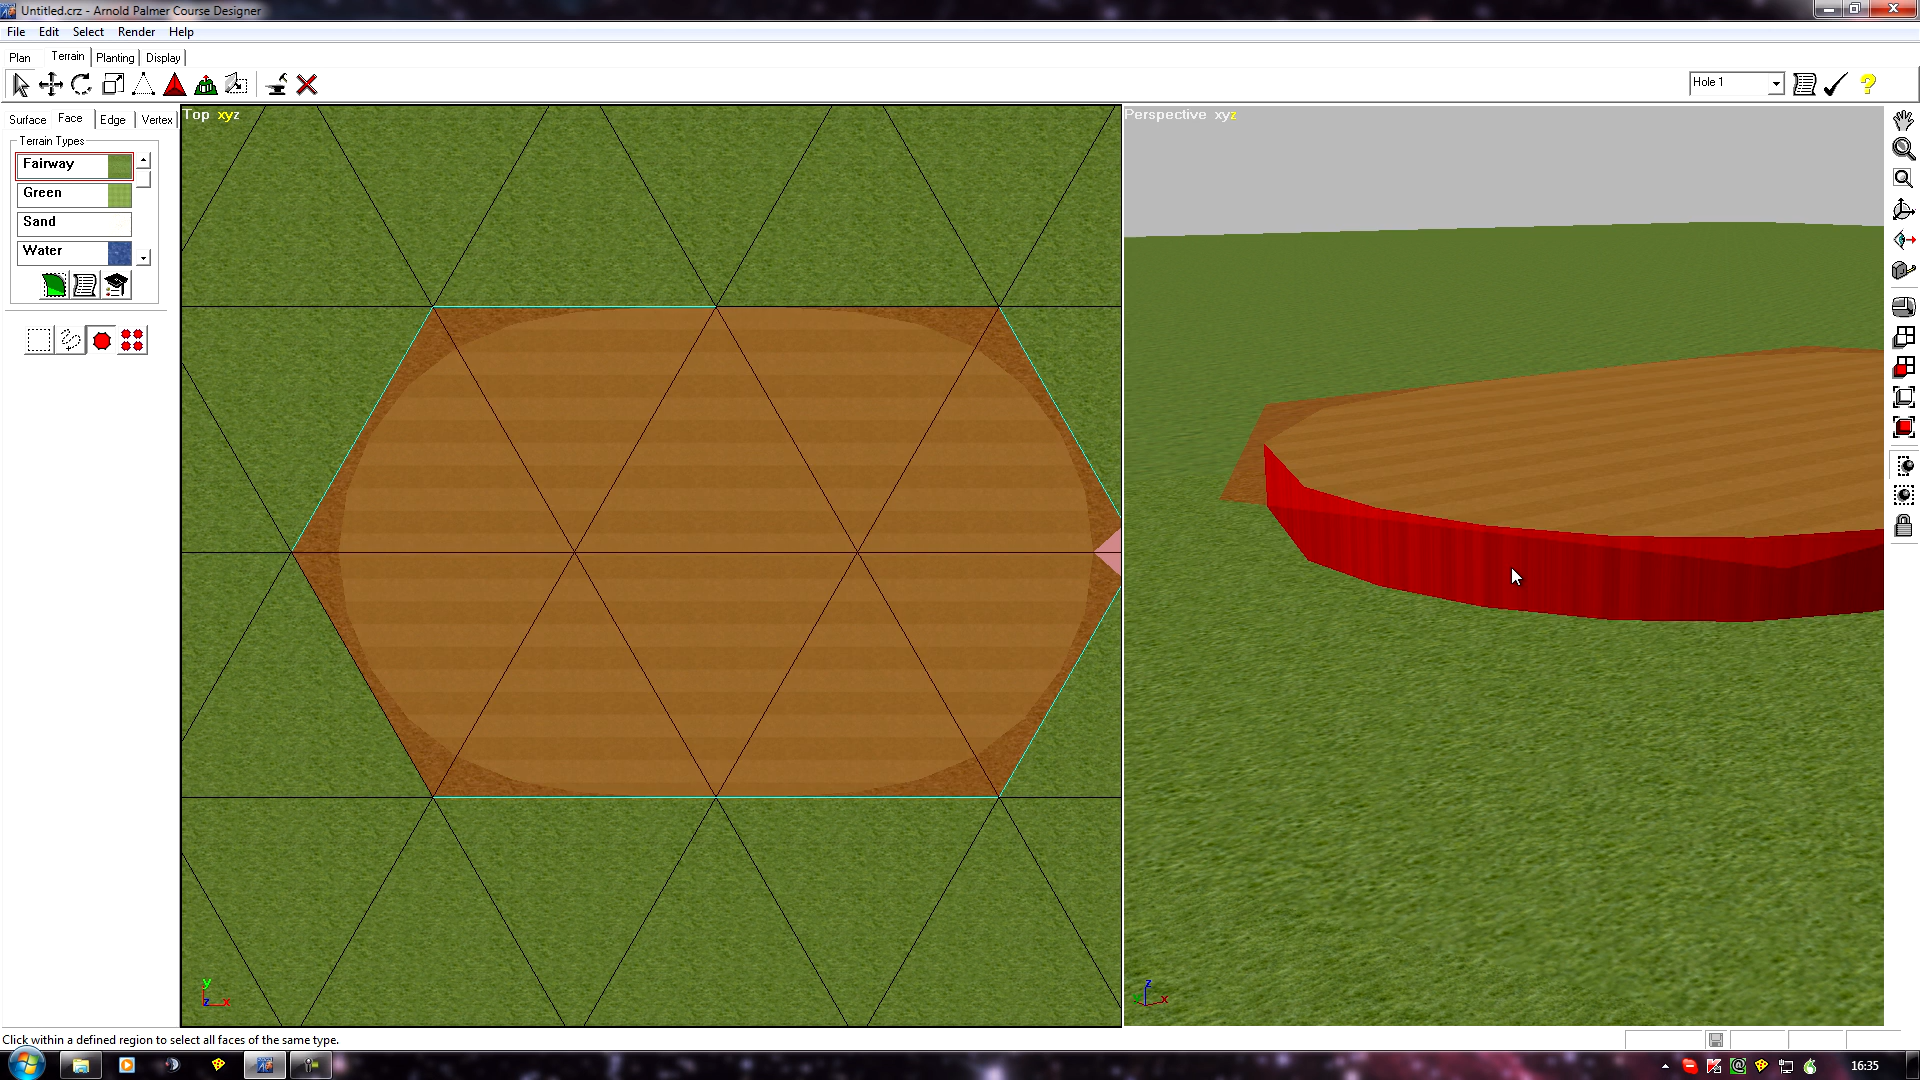 Untitled.crz - Arnold Palmer Course Designer
File Edit Select Render Help
Plan Terrain Planting Display
Hole 1
Surface Face Edge Vertex
Terrain Types
Fairway
Green
Sand
Water
Top xyz
Perspective xyz
y
z x
z
x
Click within a defined region to select all faces of the same type.
16:35